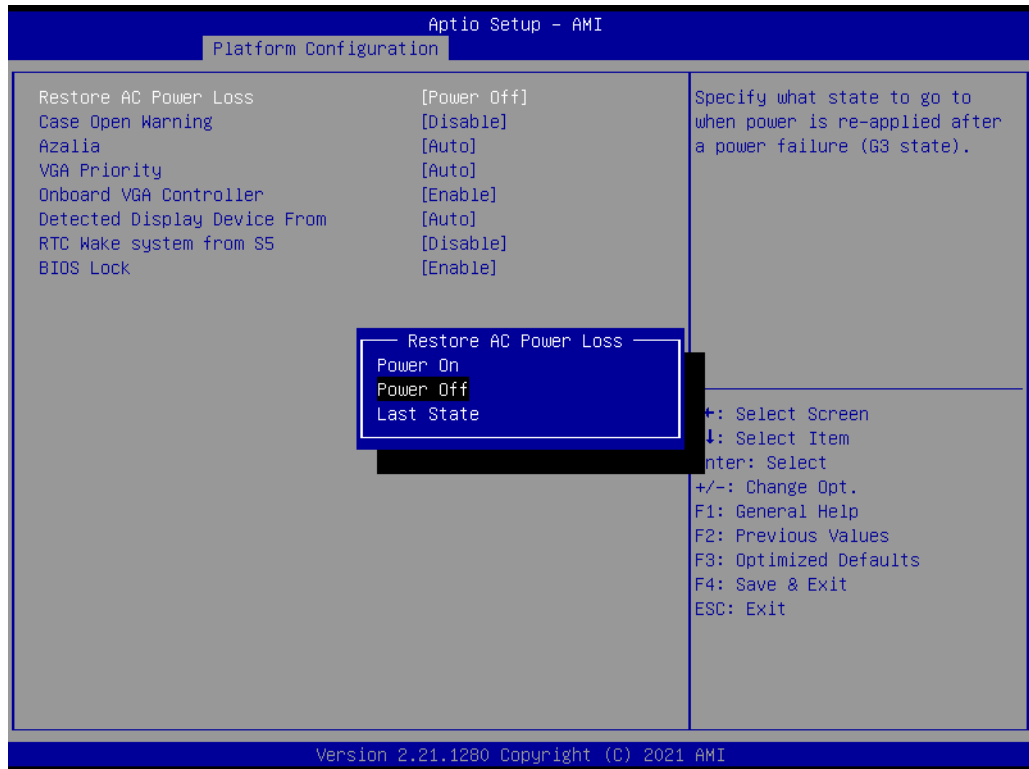 Aptio Setup – AMI
Platform Configuration
Restore AC Power Loss [Power Off]
Case Open Warning [Disable]
Azalia [Auto]
VGA Priority [Auto]
Onboard VGA Controller [Enable]
Detected Display Device From [Auto]
RTC Wake system from S5 [Disable]
BIOS Lock [Enable]
Specify what state to go to
when power is re-applied after
a power failure (G3 state).
Restore AC Power Loss
Power On
Power Off
Last State
: Select Screen
: Select Item
nter: Select
+/-: Change Opt.
F1: General Help
F2: Previous Values
F3: Optimized Defaults
F4: Save & Exit
ESC: Exit
Version 2.21.1280 Copyright (C) 2021 AMI